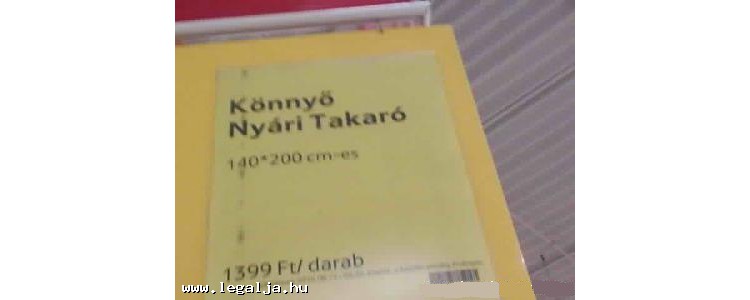 Könnyő
Nyári Takaró
140*200 cm-es
1399 Ft/ darab
www.legalja.hu